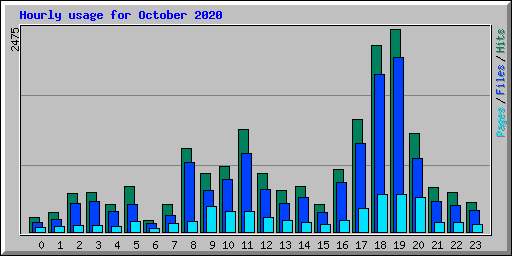 Hourly usage for October 2020
2475
Pages / Files / Hits
0 1 2 3 4 5 6 7 8 9 10 11 12 13 14 15 16 17 18 19 20 21 22 23